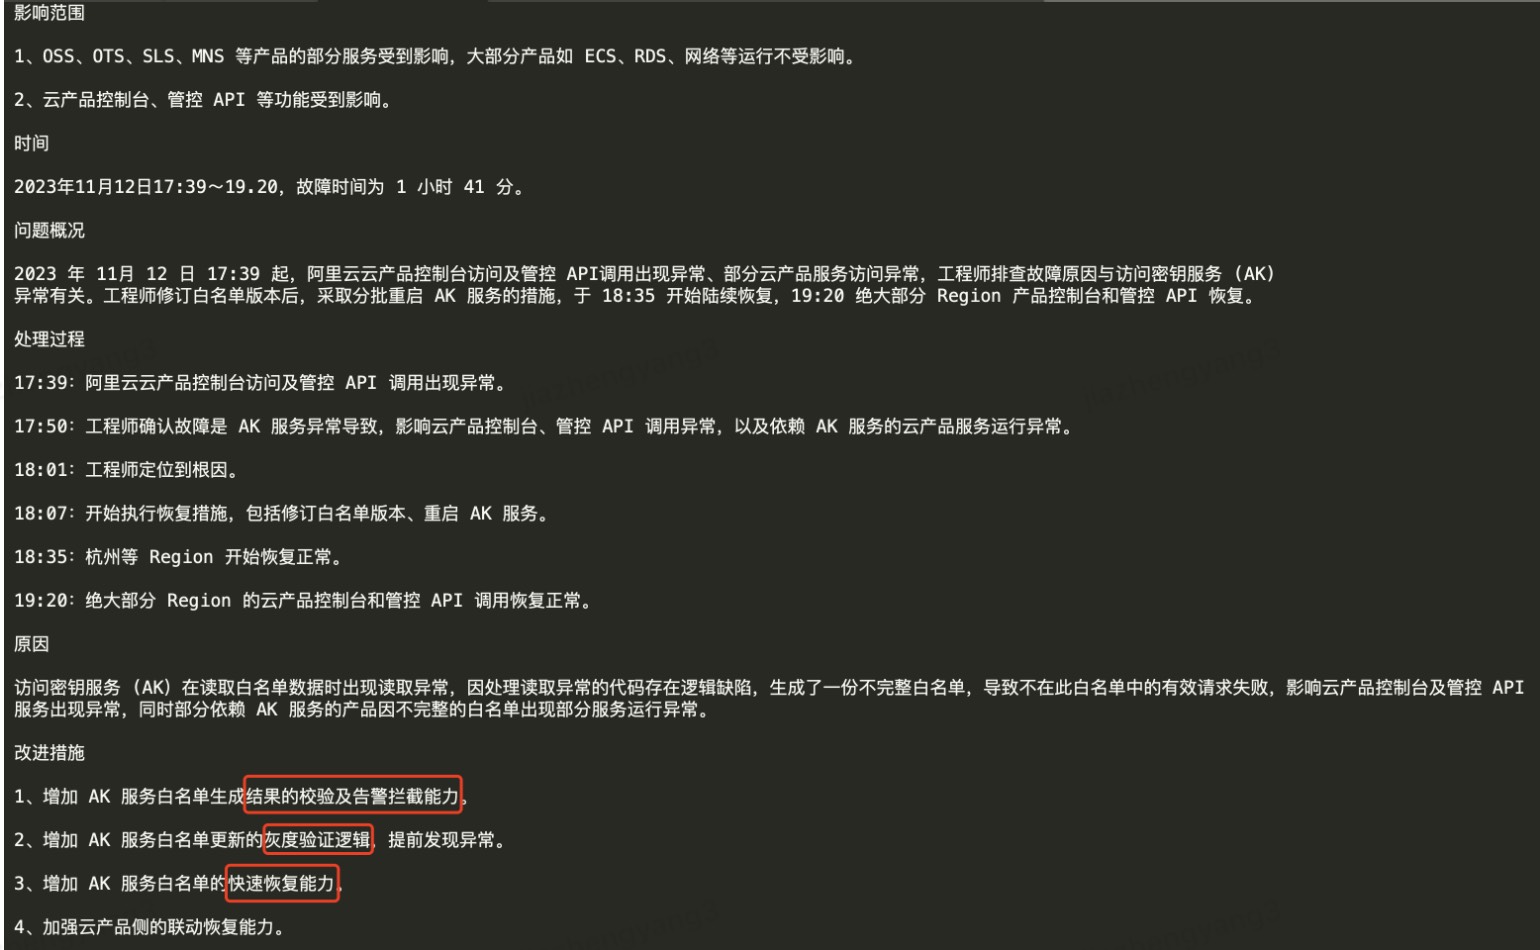 影响范围
1、OSS、OTS、SLS、MNS 等产品的部分服务受到影响，大部分产品如 ECS、RDS、网络等运行不受影响。
2、云产品控制台、管控 API 等功能受到影响。
时间
2023年11月12日17:39～19.20，故障时间为 1 小时 41 分。
问题概况
2023 年 11月 12 日 17:39 起，阿里云云产品控制台访问及管控 API调用出现异常、部分云产品服务访问异常，工程师排查故障原因与访问密钥服务 (AK)
异常有关。工程师修订白名单版本后，采取分批重启 AK 服务的措施，于 18:35 开始陆续恢复，19:20 绝大部分 Region 产品控制台和管控 API 恢复。
处理过程
17:39：阿里云云产品控制台访问及管控 API 调用出现异常。
17:50：工程师确认故障是 AK 服务异常导致，影响云产品控制台、管控 API 调用异常，以及依赖 AK 服务的云产品服务运行异常。
18:01：工程师定位到根因。
18:07：开始执行恢复措施，包括修订白名单版本、重启 AK 服务。
18:35：杭州等 Region 开始恢复正常。
19:20：绝大部分 Region 的云产品控制台和管控 API 调用恢复正常。
原因
访问密钥服务 (AK) 在读取白名单数据时出现读取异常，因处理读取异常的代码存在逻辑缺陷，生成了一份不完整白名单，导致不在此白名单中的有效请求失败，影响云产品控制台及管控 API
服务出现异常，同时部分依赖 AK 服务的产品因不完整的白名单出现部分服务运行异常。
改进措施
1、增加 AK 服务白名单生成结果的校验及告警拦截能力。
2、增加 AK 服务白名单更新的灰度验证逻辑，提前发现异常。
3、增加 AK 服务白名单的快速恢复能力。
4、加强云产品侧的联动恢复能力。